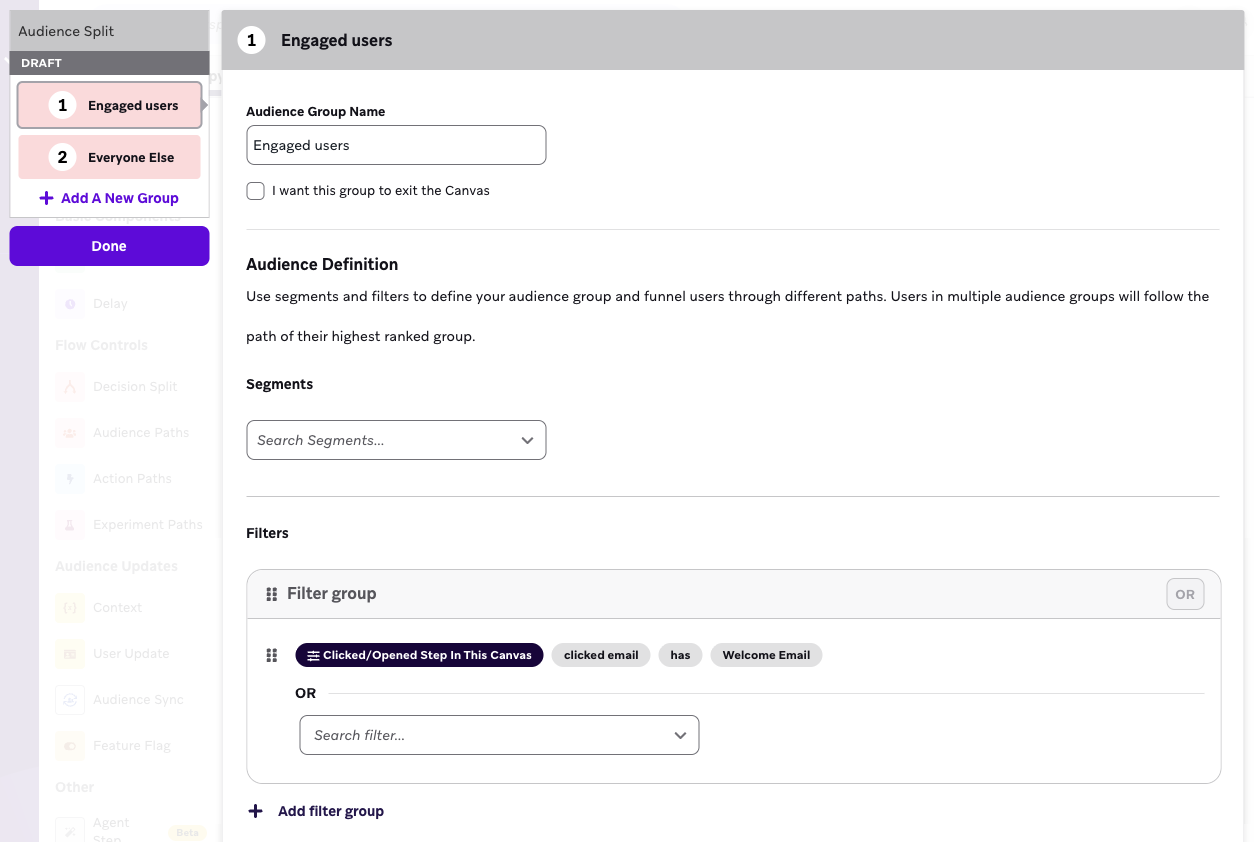 Audience Split
DRAFT
1 Engaged users
2 Everyone Else
Add A New Group
Basic Components
Done
Delay
Flow Controls
Decision Split
Audience Paths
Action Paths
Experiment Paths
Audience Updates
Context
User Update
Audience Sync
Feature Flag
Other
Agent
Step
Beta
1 Engaged users
Audience Group Name
Engaged users
I want this group to exit the Canvas
Audience Definition
Use segments and filters to define your audience group and funnel users through different paths. Users in multiple audience groups will follow the
path of their highest ranked group.
Segments
Search Segments...
Filters
Filter group
OR
Clicked/Opened Step In This Canvas clicked email has Welcome Email
OR
Search filter...
Add filter group